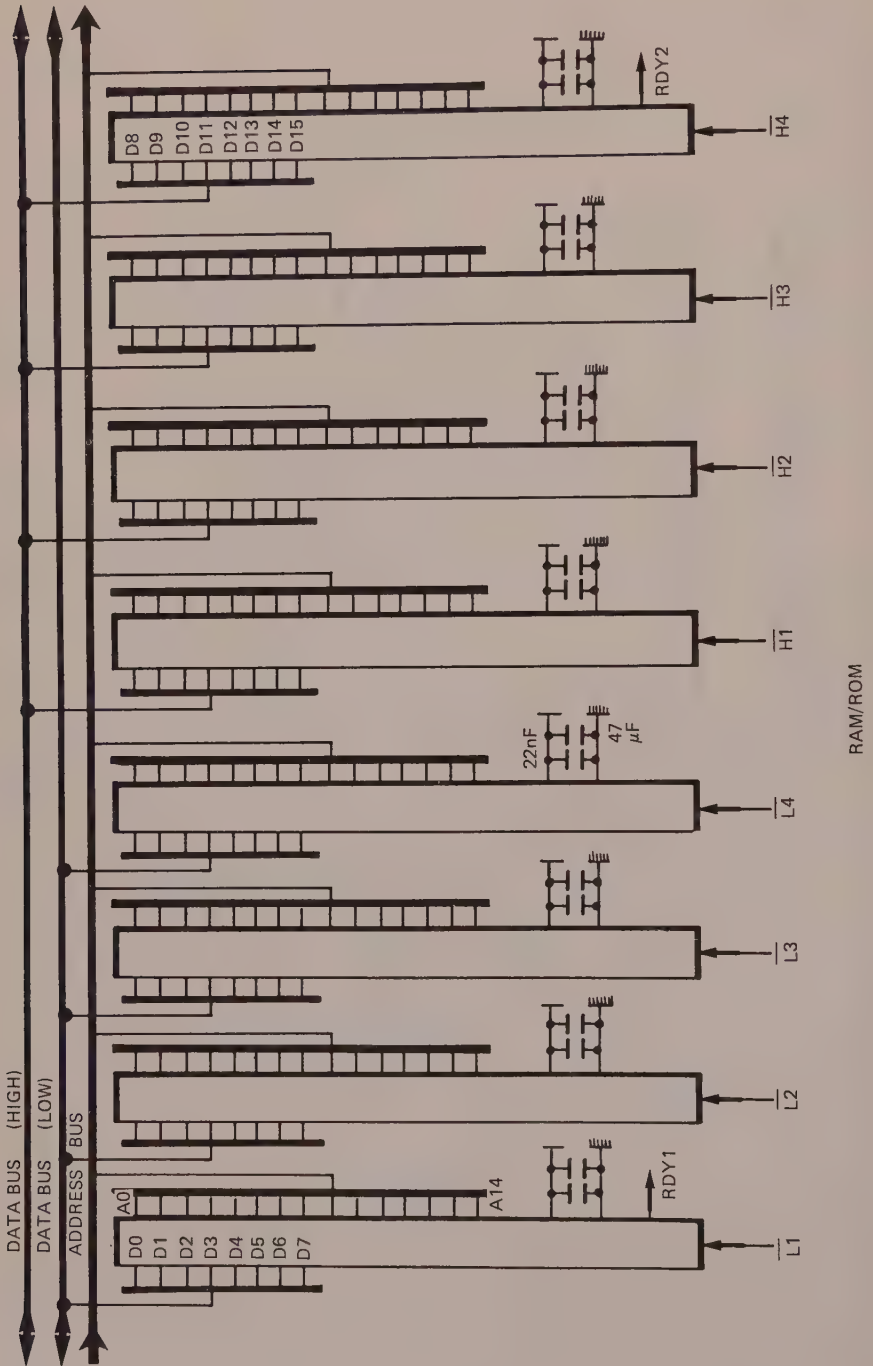 DATA BUS (HIGH)
DATA BUS (LOW)
ADDRESS BUS
A0
D0
D1
D2
D3
D4
D5
D6
D7
A14
RDY1
L1
L2
L3
22nF
47
µF
L4
H1
H2
H3
D8
D9
D10
D11
D12
D13
D14
D15
RDY2
H4
RAM/ROM